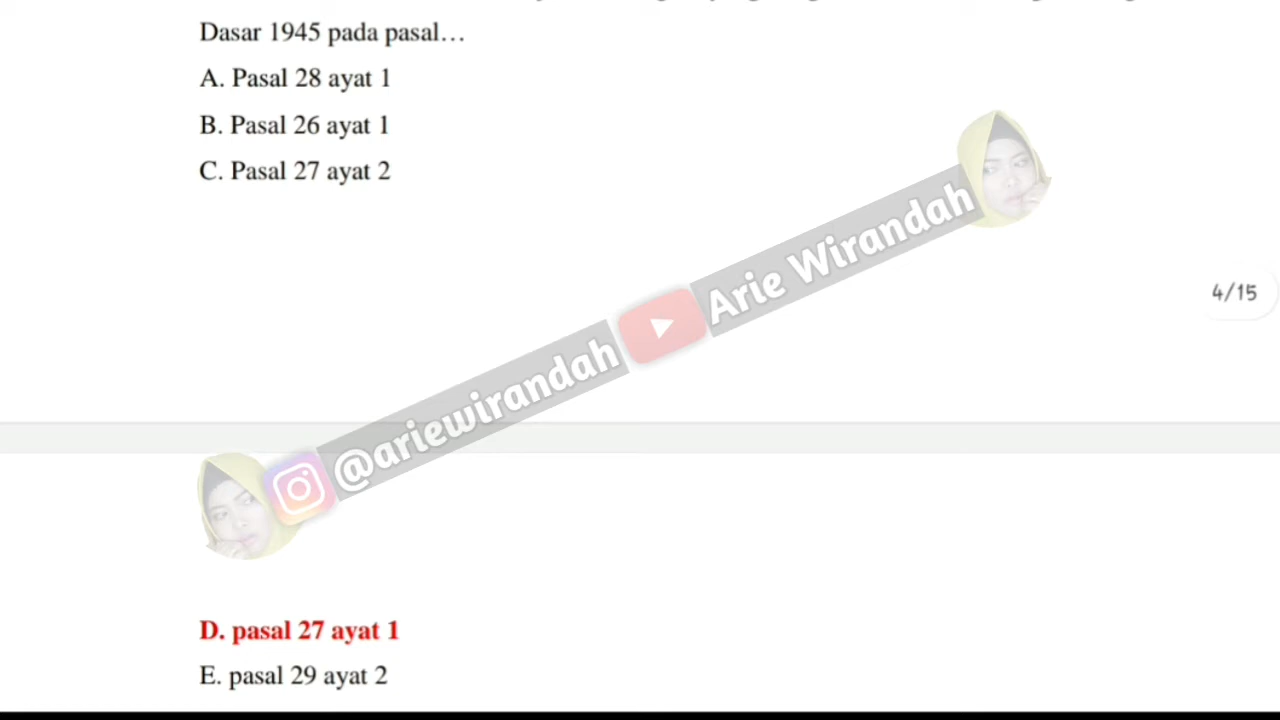 Dasar 1945 pada pasal…
A. Pasal 28 ayat 1
B. Pasal 26 ayat 1
C. Pasal 27 ayat 2
Arie Wirandah
4/15
@ariewirandah
D. pasal 27 ayat 1
E. pasal 29 ayat 2